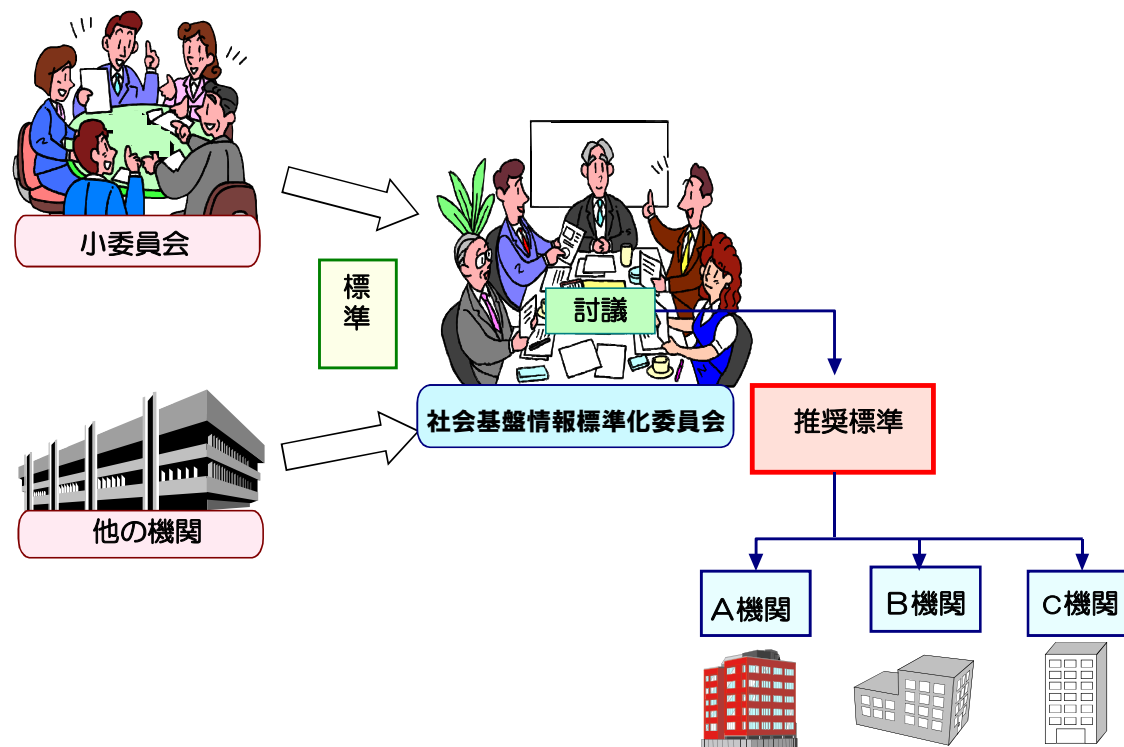 小委員会
標準
討議
社会基盤情報標準化委員会
推奨標準
他の機関
A機関
B機関
C機関